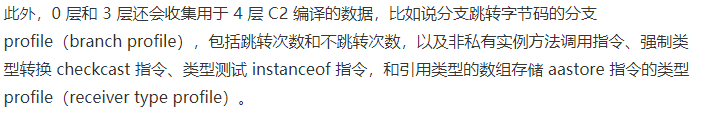 此外，0 层和 3 层还会收集用于 4 层 C2 编译的数据，比如说分支跳转字节码的分支
profile（branch profile），包括跳转次数和不跳转次数，以及非私有实例方法调用指令、强制类
型转换 checkcast 指令、类型测试 instanceof 指令，和引用类型的数组存储 aastore 指令的类型
profile（receiver type profile）。